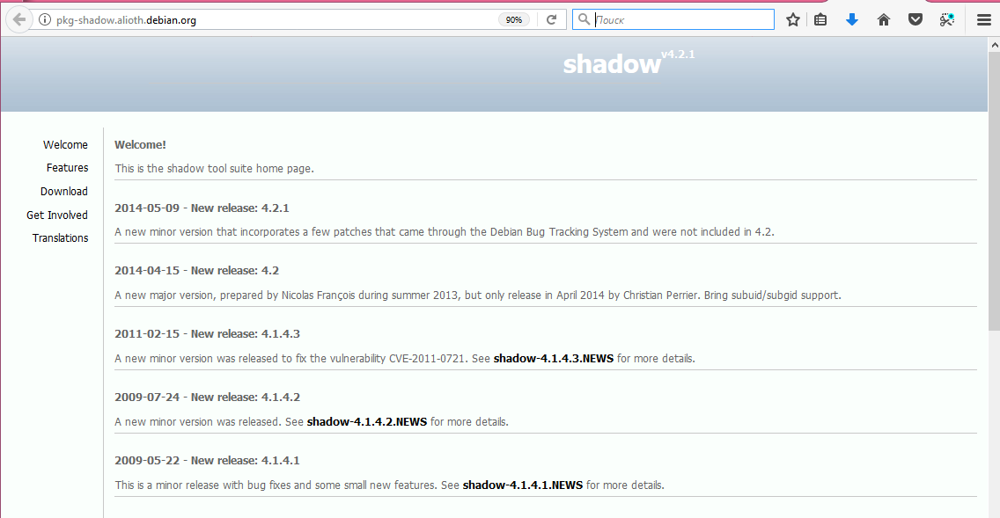 pkg-shadow.alioth.debian.org
90%
Поиск
shadow v4.2.1
Welcome
Features
Download
Get Involved
Translations
Welcome!
This is the shadow tool suite home page.
2014-05-09 - New release: 4.2.1
A new minor version that incorporates a few patches that came through the Debian Bug Tracking System and were not included in 4.2.
2014-04-15 - New release: 4.2
A new major version, prepared by Nicolas François during summer 2013, but only release in April 2014 by Christian Perrier. Bring subuid/subgid support.
2011-02-15 - New release: 4.1.4.3
A new minor version was released to fix the vulnerability CVE-2011-0721. See shadow-4.1.4.3.NEWS for more details.
2009-07-24 - New release: 4.1.4.2
A new minor version was released. See shadow-4.1.4.2.NEWS for more details.
2009-05-22 - New release: 4.1.4.1
This is a minor release with bug fixes and some small new features. See shadow-4.1.4.1.NEWS for more details.